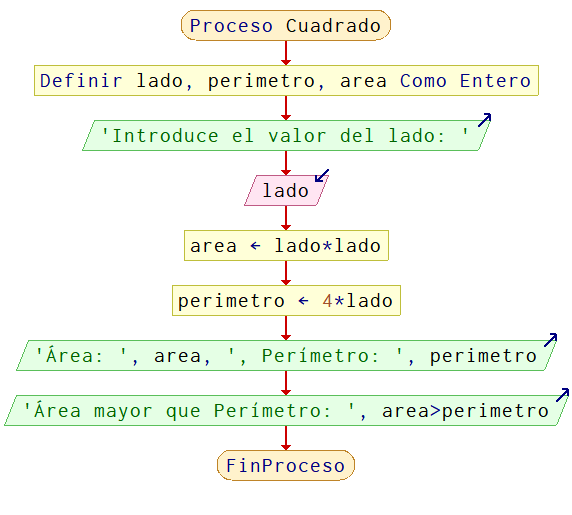 Proceso Cuadrado
Definir lado, perimetro, area Como Entero
'Introduce el valor del lado: '
lado
area ← lado*lado
perimetro ← 4*lado
'Área: ', area, ', Perímetro: ', perimetro
'Área mayor que Perímetro: ', area>perimetro
FinProceso